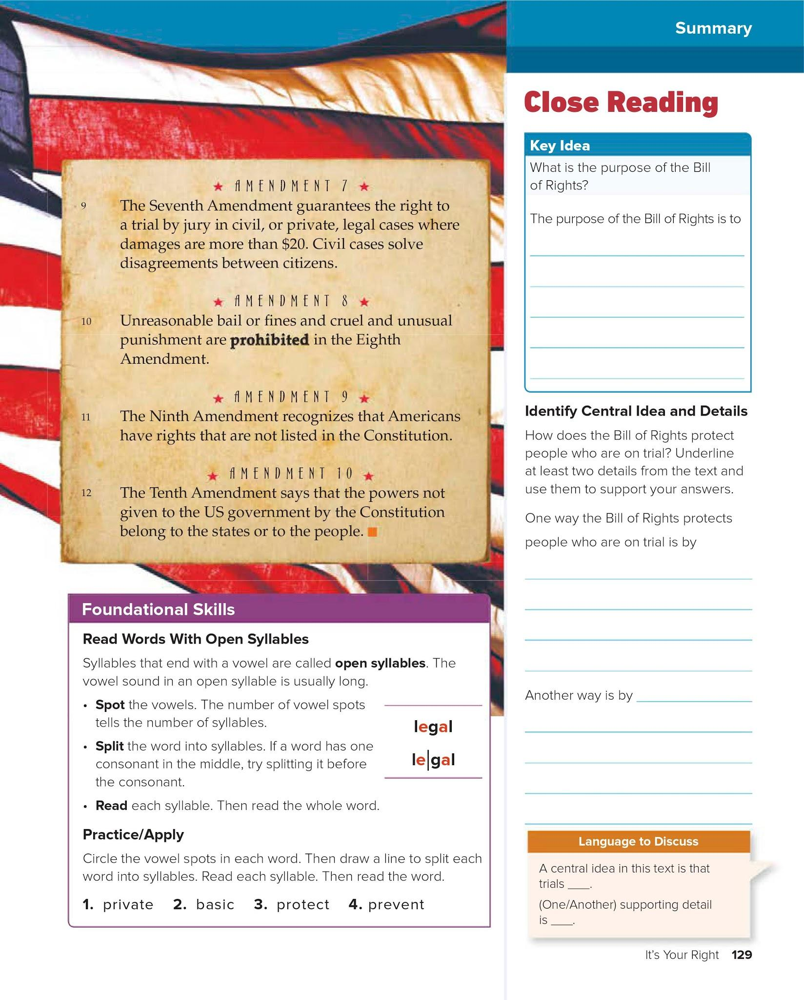 Summary
★ AMENDMENT 7 ★
9 The Seventh Amendment guarantees the right to
a trial by jury in civil, or private, legal cases where
damages are more than $20. Civil cases solve
disagreements between citizens.
★ AMENDMENT 8 ★
10 Unreasonable bail or fines and cruel and unusual
punishment are prohibited in the Eighth
Amendment.
★ AMENDMENT 9 ★
11 The Ninth Amendment recognizes that Americans
have rights that are not listed in the Constitution.
★ AMENDMENT 10 ★
12 The Tenth Amendment says that the powers not
given to the US government by the Constitution
belong to the states or to the people.
Foundational Skills
Read Words With Open Syllables
Syllables that end with a vowel are called open syllables. The
vowel sound in an open syllable is usually long.
• Spot the vowels. The number of vowel spots
tells the number of syllables.
• Split the word into syllables. If a word has one
consonant in the middle, try splitting it before
the consonant.
• Read each syllable. Then read the whole word.
legal
le|gal
Practice/Apply
Circle the vowel spots in each word. Then draw a line to split each
word into syllables. Read each syllable. Then read the word.
1. private 2. basic 3. protect 4. prevent
Close Reading
Key Idea
What is the purpose of the Bill
of Rights?
The purpose of the Bill of Rights is to
Identify Central Idea and Details
How does the Bill of Rights protect
people who are on trial? Underline
at least two details from the text and
use them to support your answers.
One way the Bill of Rights protects
people who are on trial is by
Another way is by
Language to Discuss
A central idea in this text is that
trials ___.
(One/Another) supporting detail
is ___.
It's Your Right 129